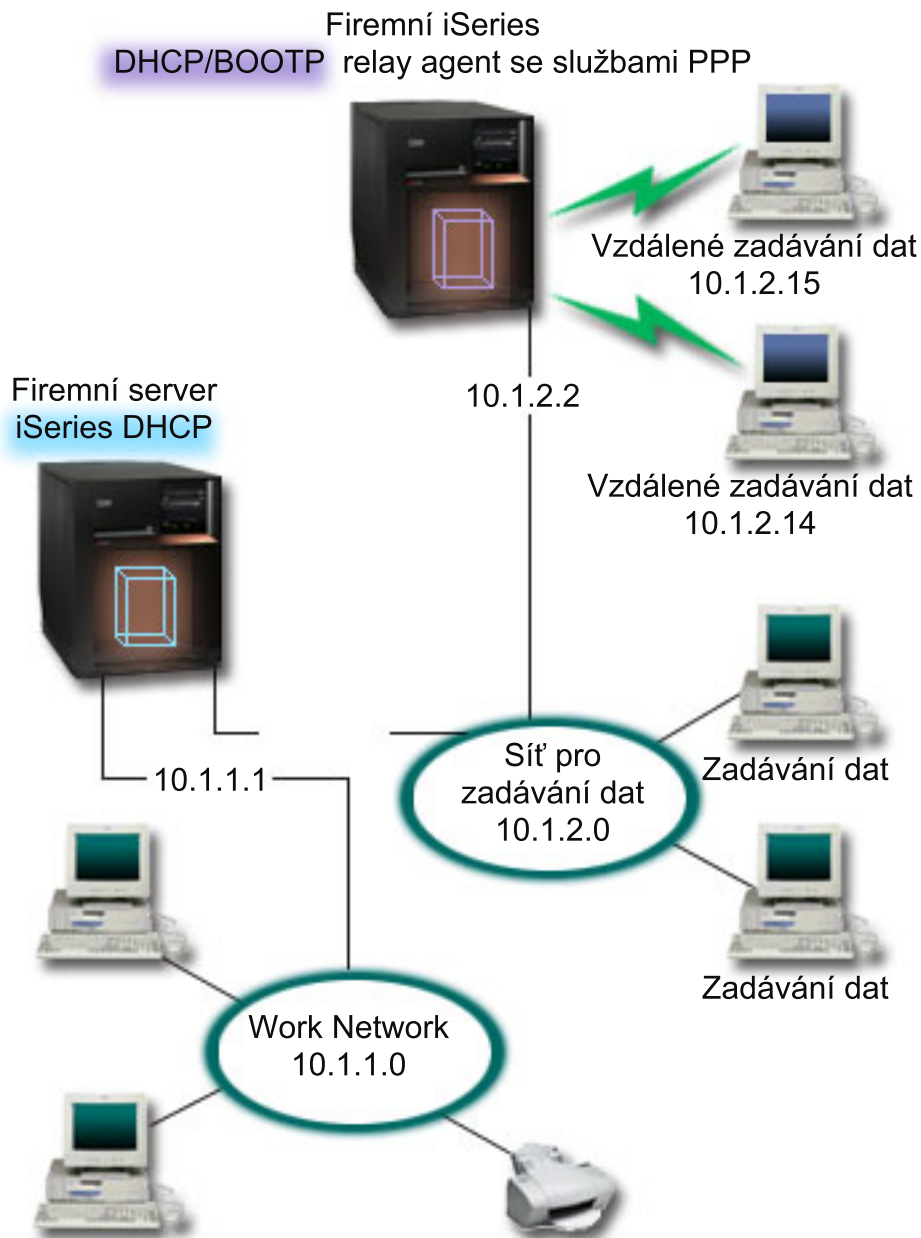 Firemní iSeries
DHCP/BOOTP relay agent se službami PPP
Vzdálené zadávání dat
10.1.2.15
Firemní server
iSeries DHCP
10.1.2.2
Vzdálené zadávání dat
10.1.2.14
10.1.1.1
Síť pro
zadávání dat
10.1.2.0
Zadávání dat
Zadávání dat
Work Network
10.1.1.0